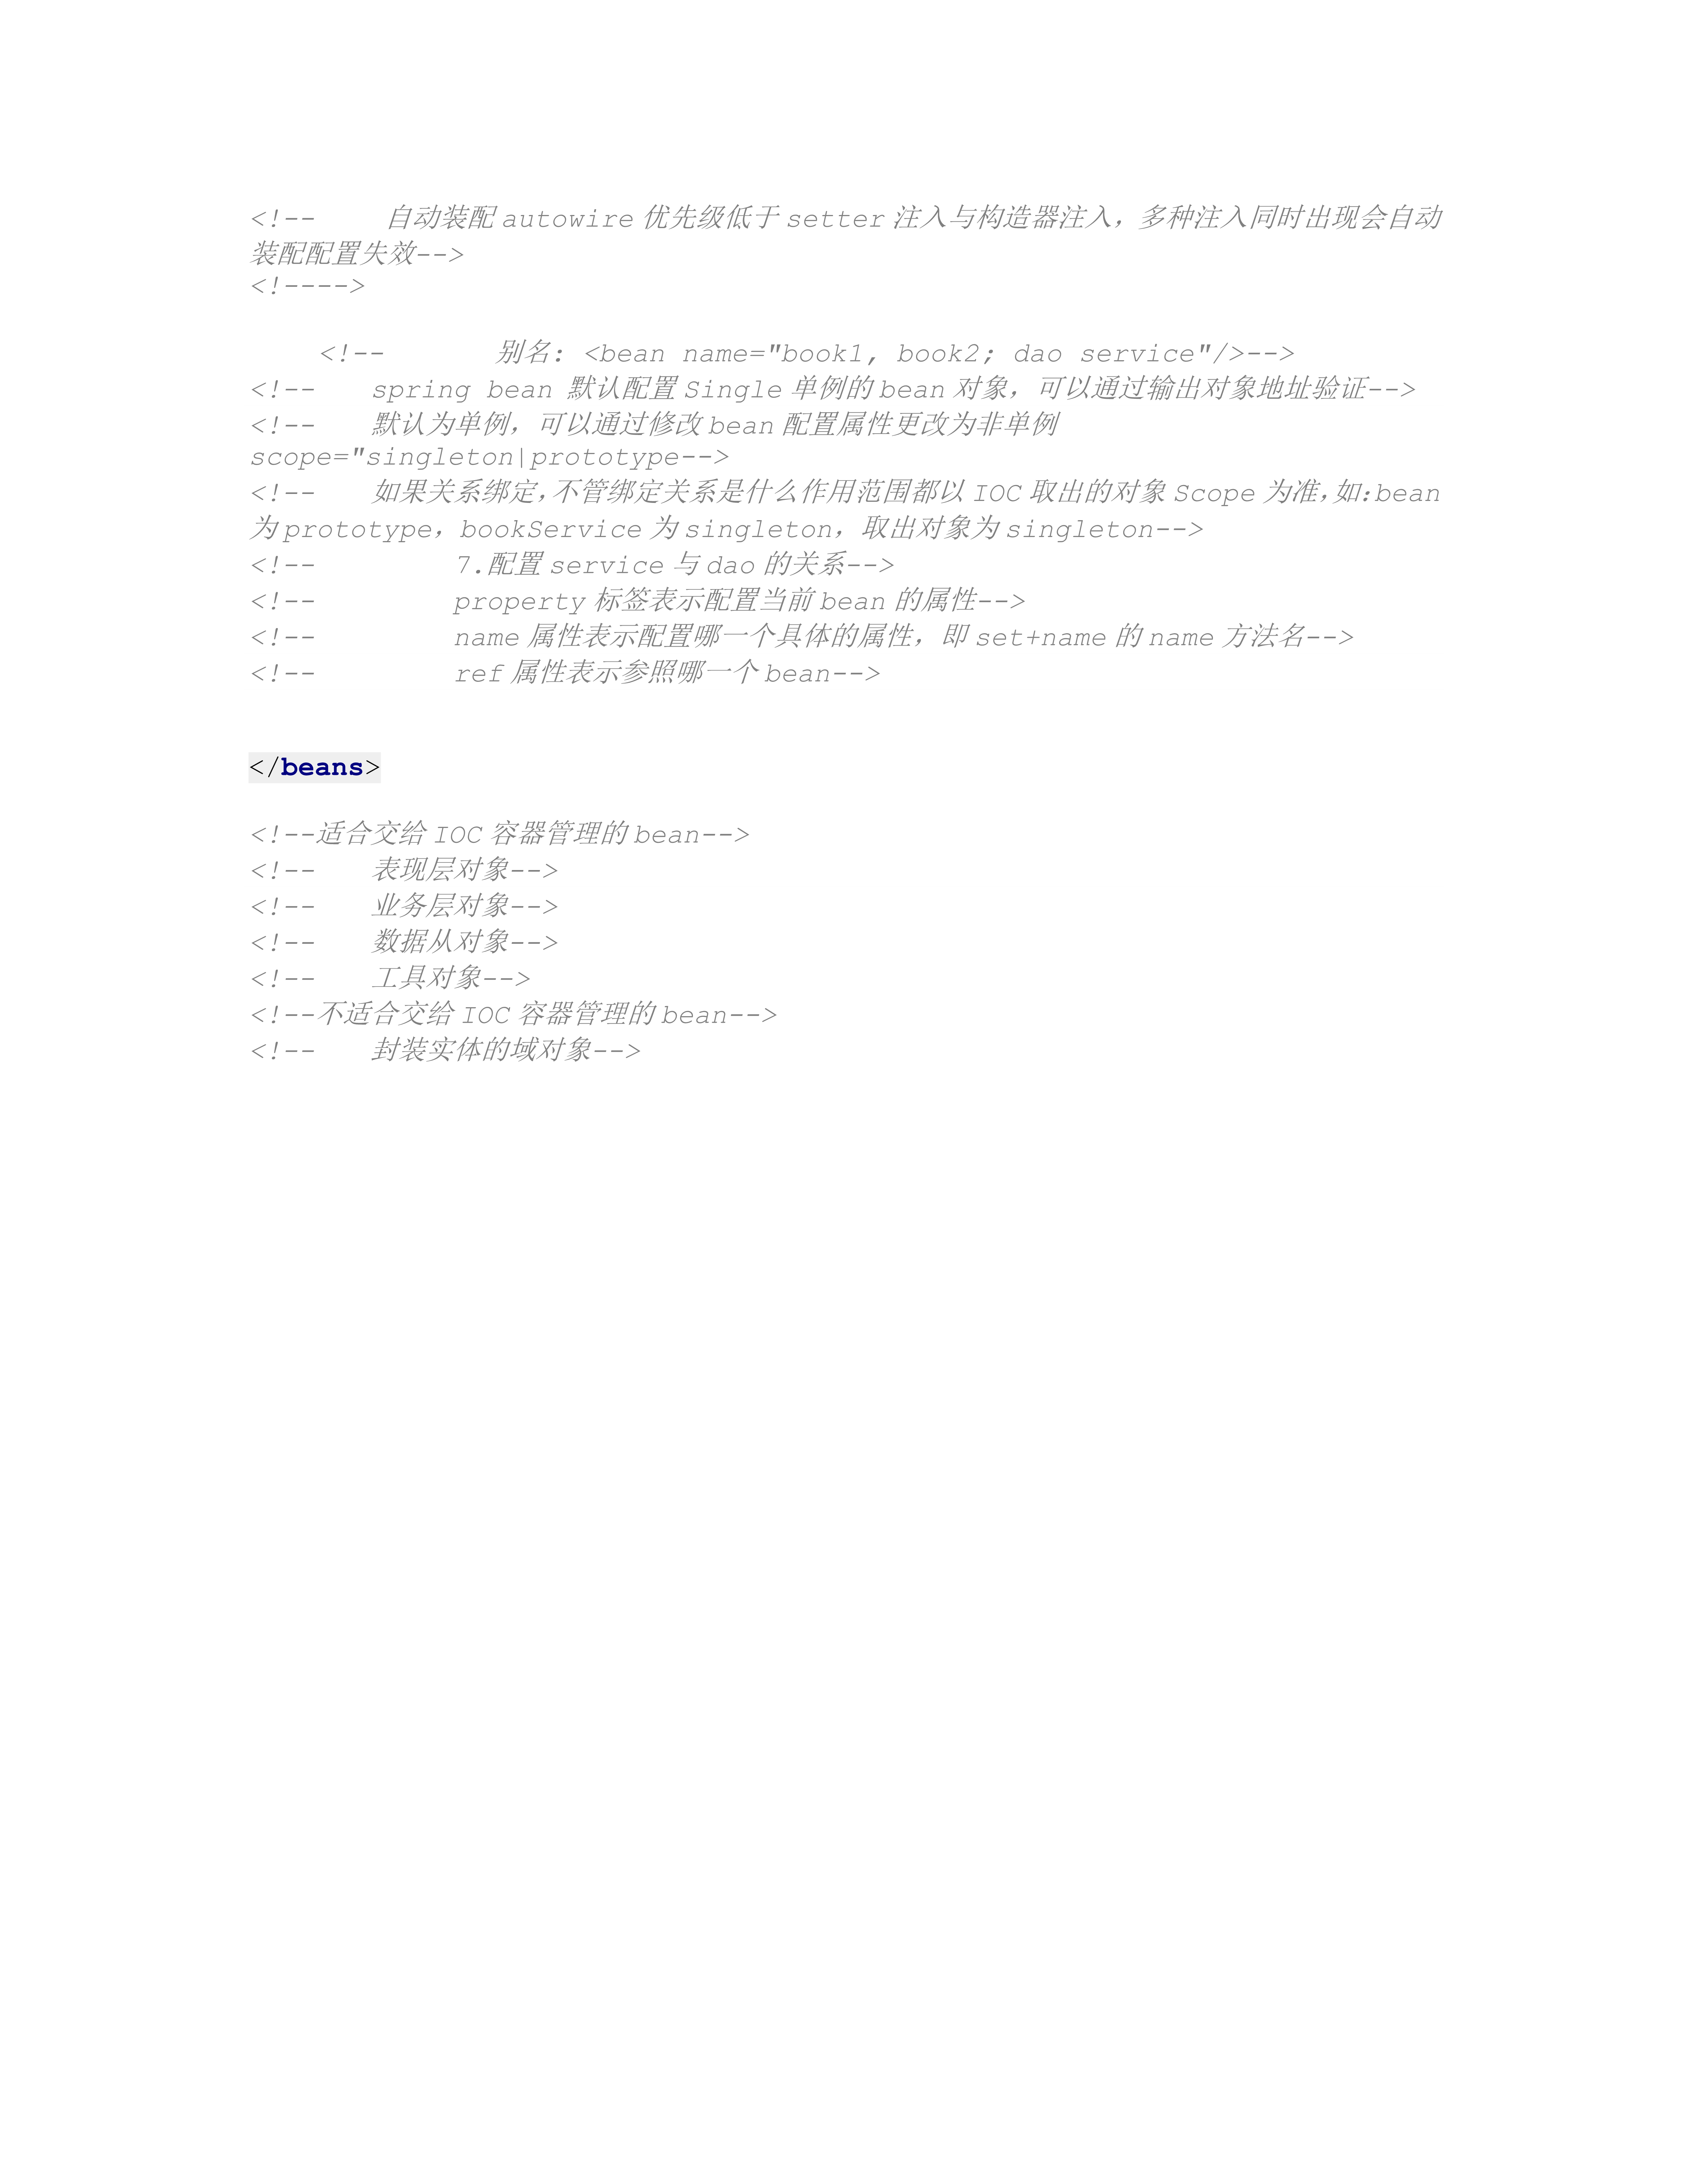 <!--    自动装配 autowire 优先级低于 setter 注入与构造器注入，多种注入同时出现会自动
装配配置失效-->
<!---->
    <!--      别名: <bean name="book1, book2; dao service"/>-->
<!--   spring bean 默认配置 Single 单例的 bean 对象，可以通过输出对象地址验证-->
<!--   默认为单例，可以通过修改 bean 配置属性更改为非单例
scope="singleton|prototype-->
<!--   如果关系绑定，不管绑定关系是什么作用范围都以 IOC 取出的对象 Scope 为准，如:bean
为 prototype，bookService 为 singleton，取出对象为 singleton-->
<!--        7.配置 service 与 dao 的关系-->
<!--        property 标签表示配置当前 bean 的属性-->
<!--        name 属性表示配置哪一个具体的属性，即 set+name 的 name 方法名-->
<!--        ref 属性表示参照哪一个 bean-->
</beans>
<!--适合交给 IOC 容器管理的 bean-->
<!--   表现层对象-->
<!--   业务层对象-->
<!--   数据从对象-->
<!--   工具对象-->
<!--不适合交给 IOC 容器管理的 bean-->
<!--   封装实体的域对象-->